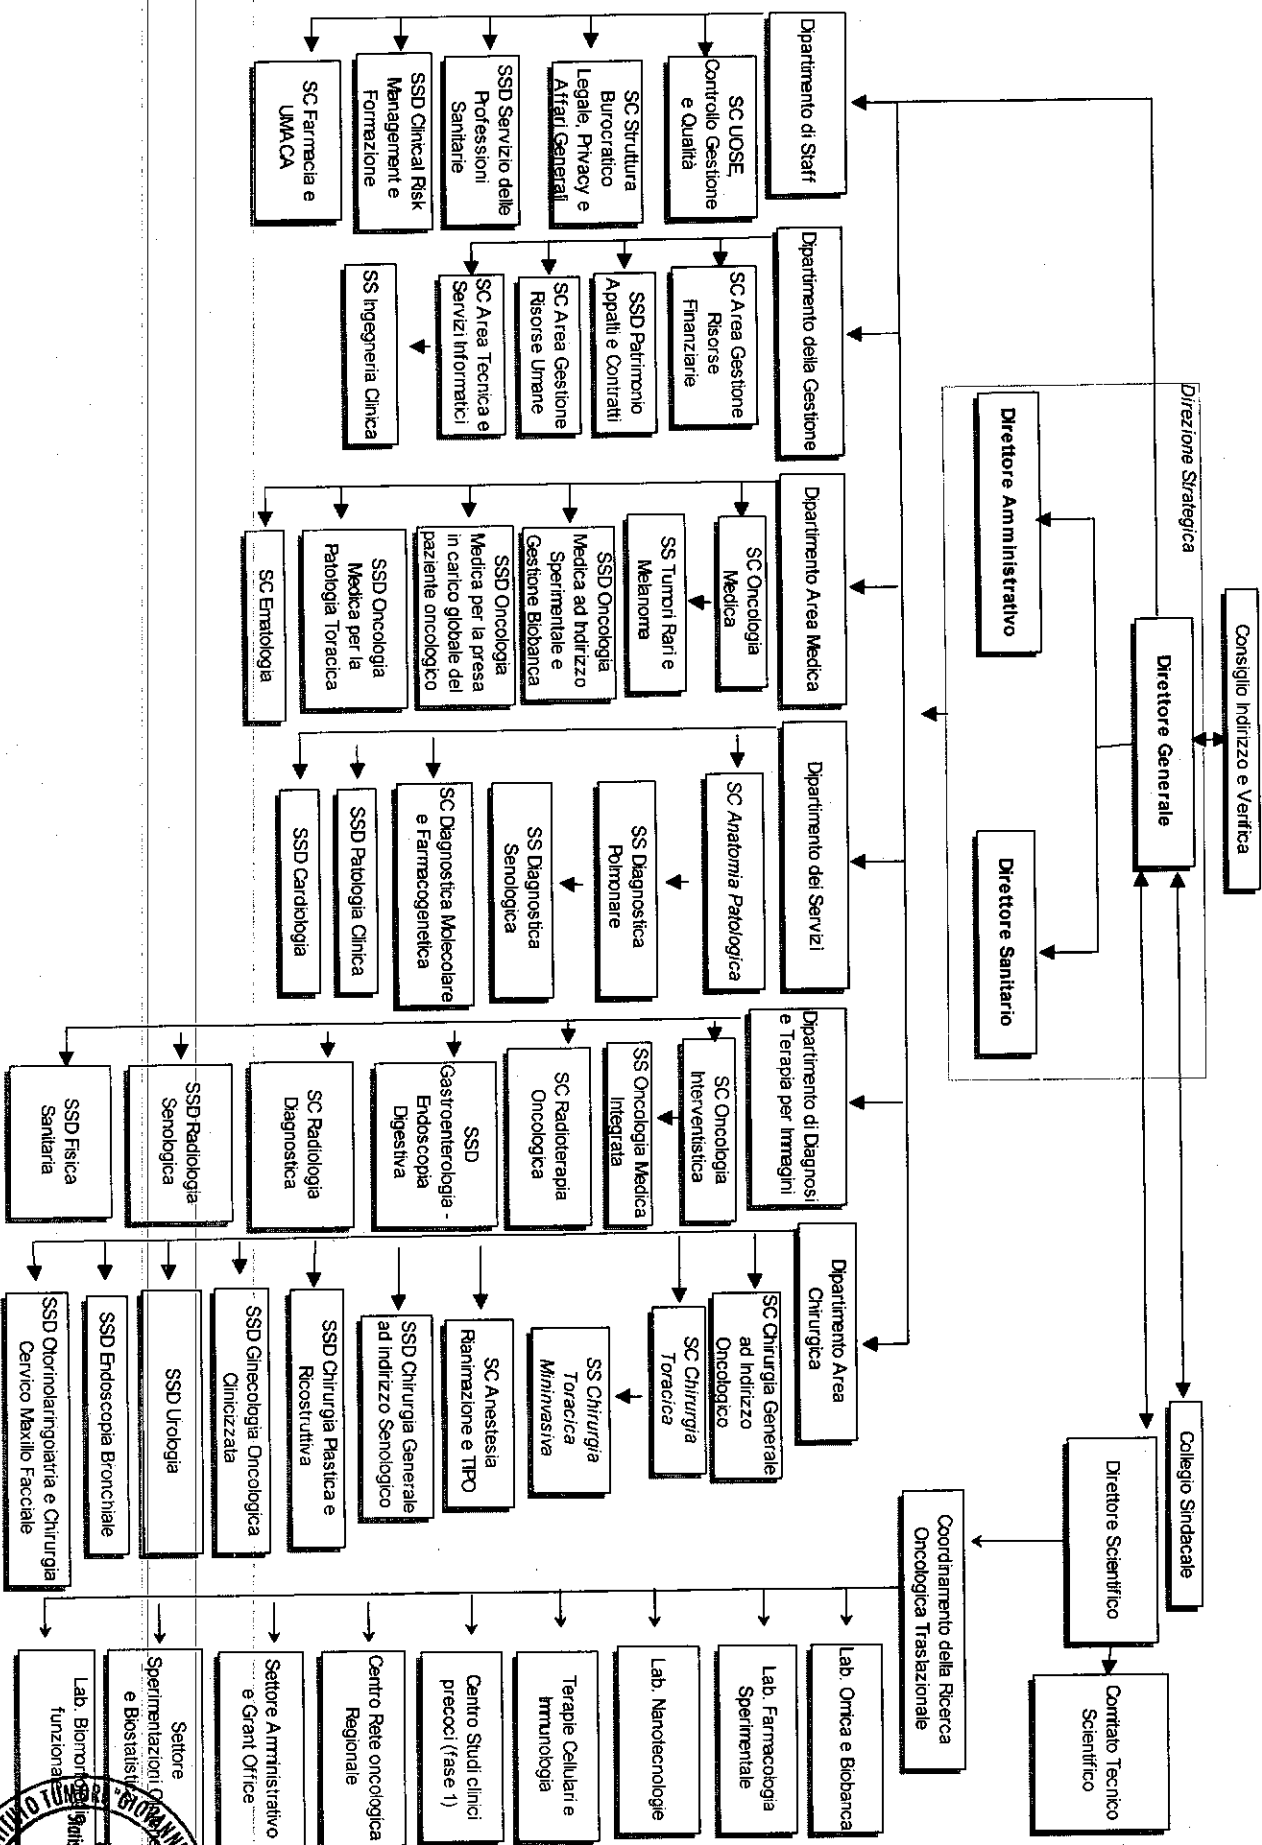 Consiglio Indirizzo e Verifica
Direzione Strategica
Direttore Generale
Direttore Amministrativo
Direttore Sanitario
Collegio Sindacale
Direttore Scientifico
Comitato Tecnico
Scientifico
Coordinamento della Ricerca
Oncologica Traslazionale
Dipartimento di Staff
SC UOSE,
Controllo Gestione
e Qualità
SC Struttura
Burocratico
Legale, Privacy e
Affari Generali
SSD Servizio delle
Professioni
Sanitarie
SSD Clinical Risk
Management e
Formazione
SC Farmacia e
UMACA
Dipartimento della Gestione
SC Area Gestione
Risorse
Finanziarie
SSD Patrimonio
Appalti e Contratti
SC Area Gestione
Risorse Umane
SC Area Tecnica e
Servizi Informatici
SS Ingegneria Clinica
Dipartimento Area Medica
SC Oncologia
Medica
SS Tumori Rari e
Melanoma
SSD Oncologia
Medica ad Indirizzo
Sperimentale e
Gestione Biobanca
SSD Oncologia
Medica per la presa
in carico globale del
paziente oncologico
SSD Oncologia
Medica per la
Patologia Toracica
SC Ematologia
Dipartimento dei Servizi
SC Anatomia Patologica
SS Diagnostica
Polmonare
SS Diagnostica
Senologica
SC Diagnostica Molecolare
e Farmacogenetica
SSD Patologia Clinica
SSD Cardiologia
Dipartimento di Diagnosi
e Terapia per Immagini
SC Oncologia
Interventistica
SS Oncologia Medica
Integrata
SC Radioterapia
Oncologica
SSD
Gastroenterologia -
Endoscopia
Digestiva
SC Radiologia
Diagnostica
SSD Radiologia
Senologica
SSD Fisica
Sanitaria
Dipartimento Area
Chirurgica
SC Chirurgia Generale
ad Indirizzo
Oncologico
SC Chirurgia
Toracica
SS Chirurgia
Toracica
Mininvasiva
SC Anestesia
Rianimazione e TIPO
SSD Chirurgia Generale
ad indirizzo Senologico
SSD Chirurgia Plastica e
Ricostruttiva
SSD Ginecologia Oncologica
Clinicizzata
SSD Urologia
SSD Endoscopia Bronchiale
SSD Otorinolaringoiatria e Chirurgia
Cervico Maxillo Facciale
Lab. Omica e Biobanca
Lab. Farmacologia
Sperimentale
Lab. Nanotecnologie
Terapie Cellulari e
Immunologia
Centro Studi clinici
precoci (fase 1)
Centro Rete oncologica
Regionale
Settore Amministrativo
e Grant Office
Settore
Sperimentazioni
e Biostatistica
Lab.
funzionale